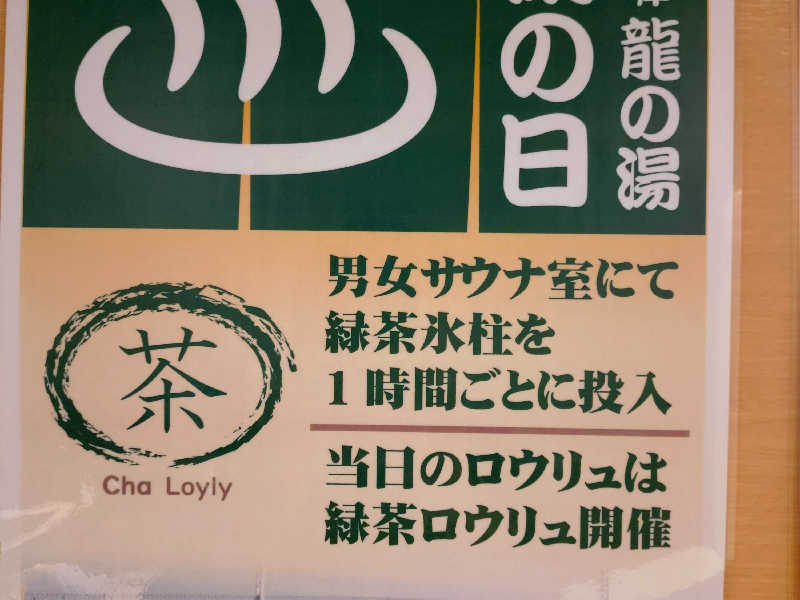 龍の湯
の日
男女サウナ室にて
緑茶氷柱を
1時間ごとに投入
茶
Cha Loyly
当日のロウリュは
緑茶ロウリュ開催